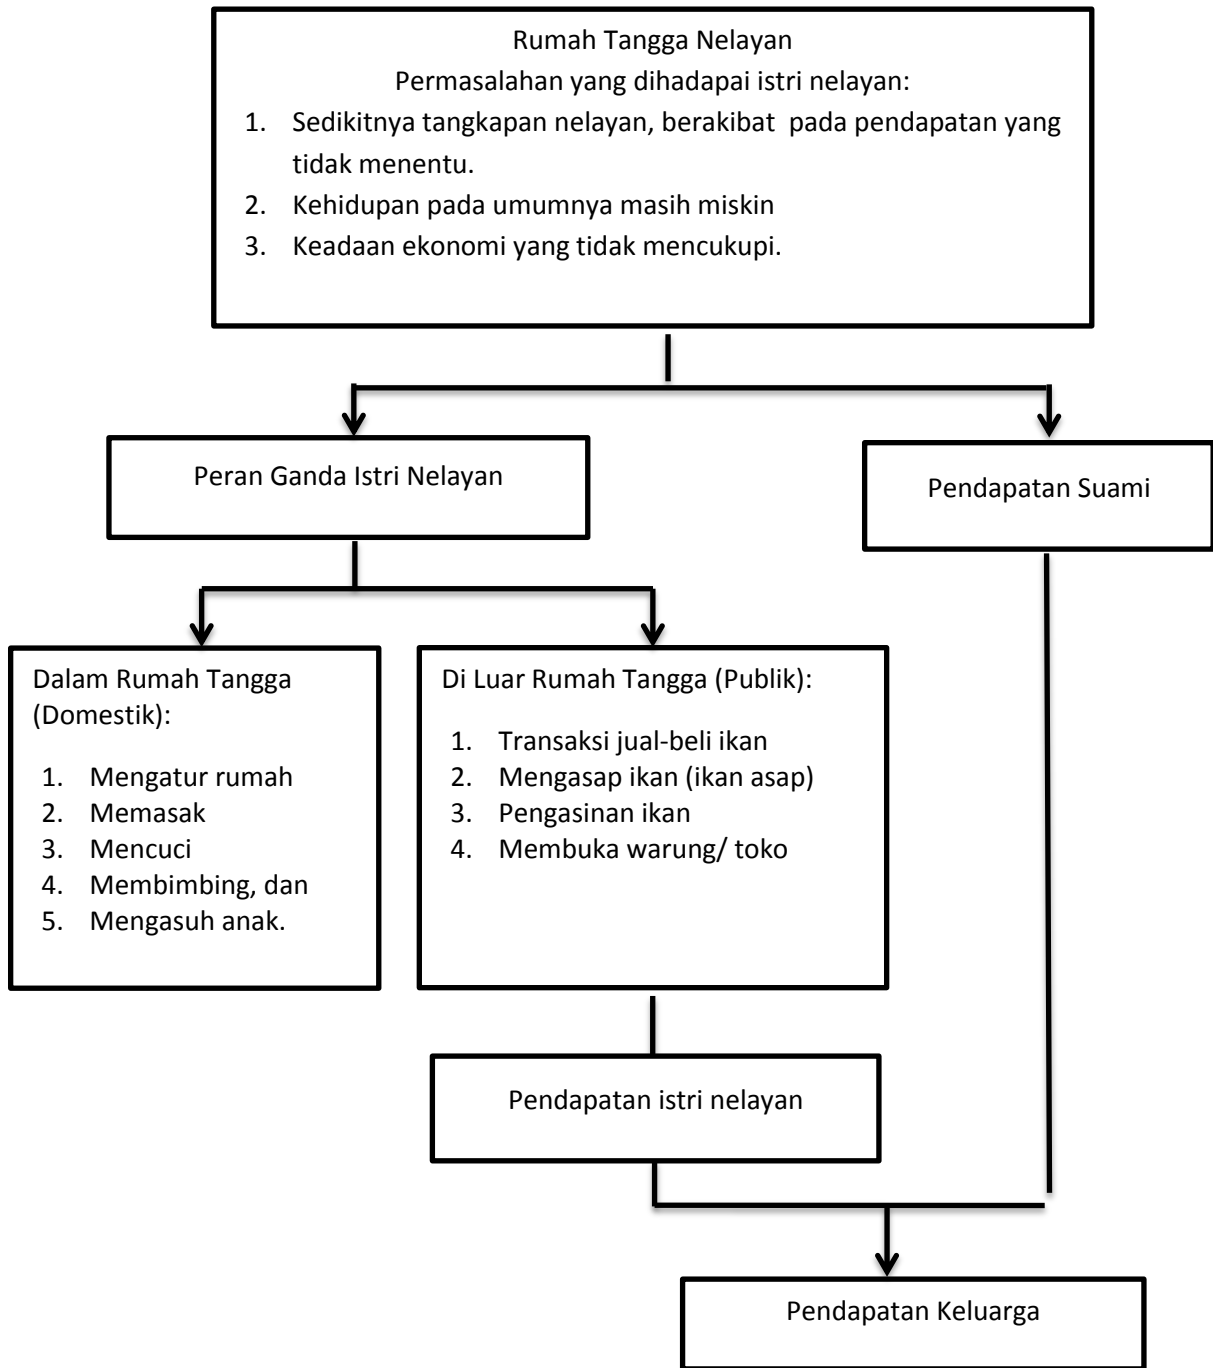 Rumah Tangga Nelayan
Permasalahan yang dihadapai istri nelayan:
1. Sedikitnya tangkapan nelayan, berakibat pada pendapatan yang
tidak menentu.
2. Kehidupan pada umumnya masih miskin
3. Keadaan ekonomi yang tidak mencukupi.
Peran Ganda Istri Nelayan
Pendapatan Suami
Dalam Rumah Tangga
(Domestik):
1. Mengatur rumah
2. Memasak
3. Mencuci
4. Membimbing, dan
5. Mengasuh anak.
Di Luar Rumah Tangga (Publik):
1. Transaksi jual-beli ikan
2. Mengasap ikan (ikan asap)
3. Pengasinan ikan
4. Membuka warung/ toko
Pendapatan istri nelayan
Pendapatan Keluarga